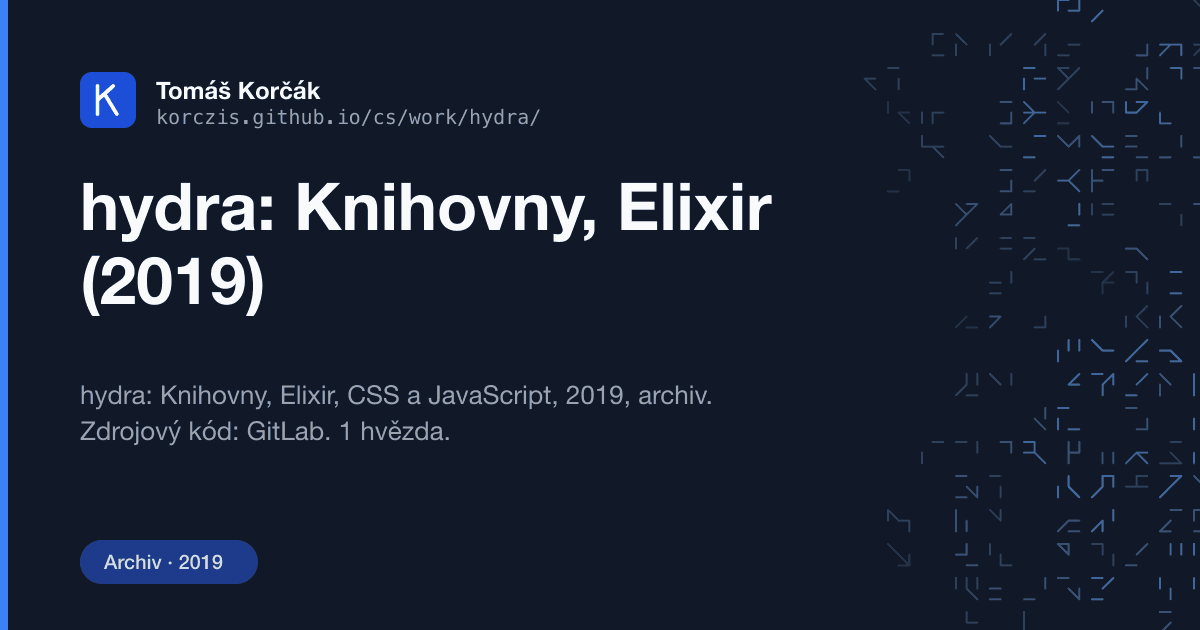 K
Tomáš Korčák
korczis.github.io/cs/work/hydra/
hydra: Knihovny, Elixir
(2019)
hydra: Knihovny, Elixir, CSS a JavaScript, 2019, archiv.
Zdrojový kód: GitLab. 1 hvězda.
Archiv · 2019